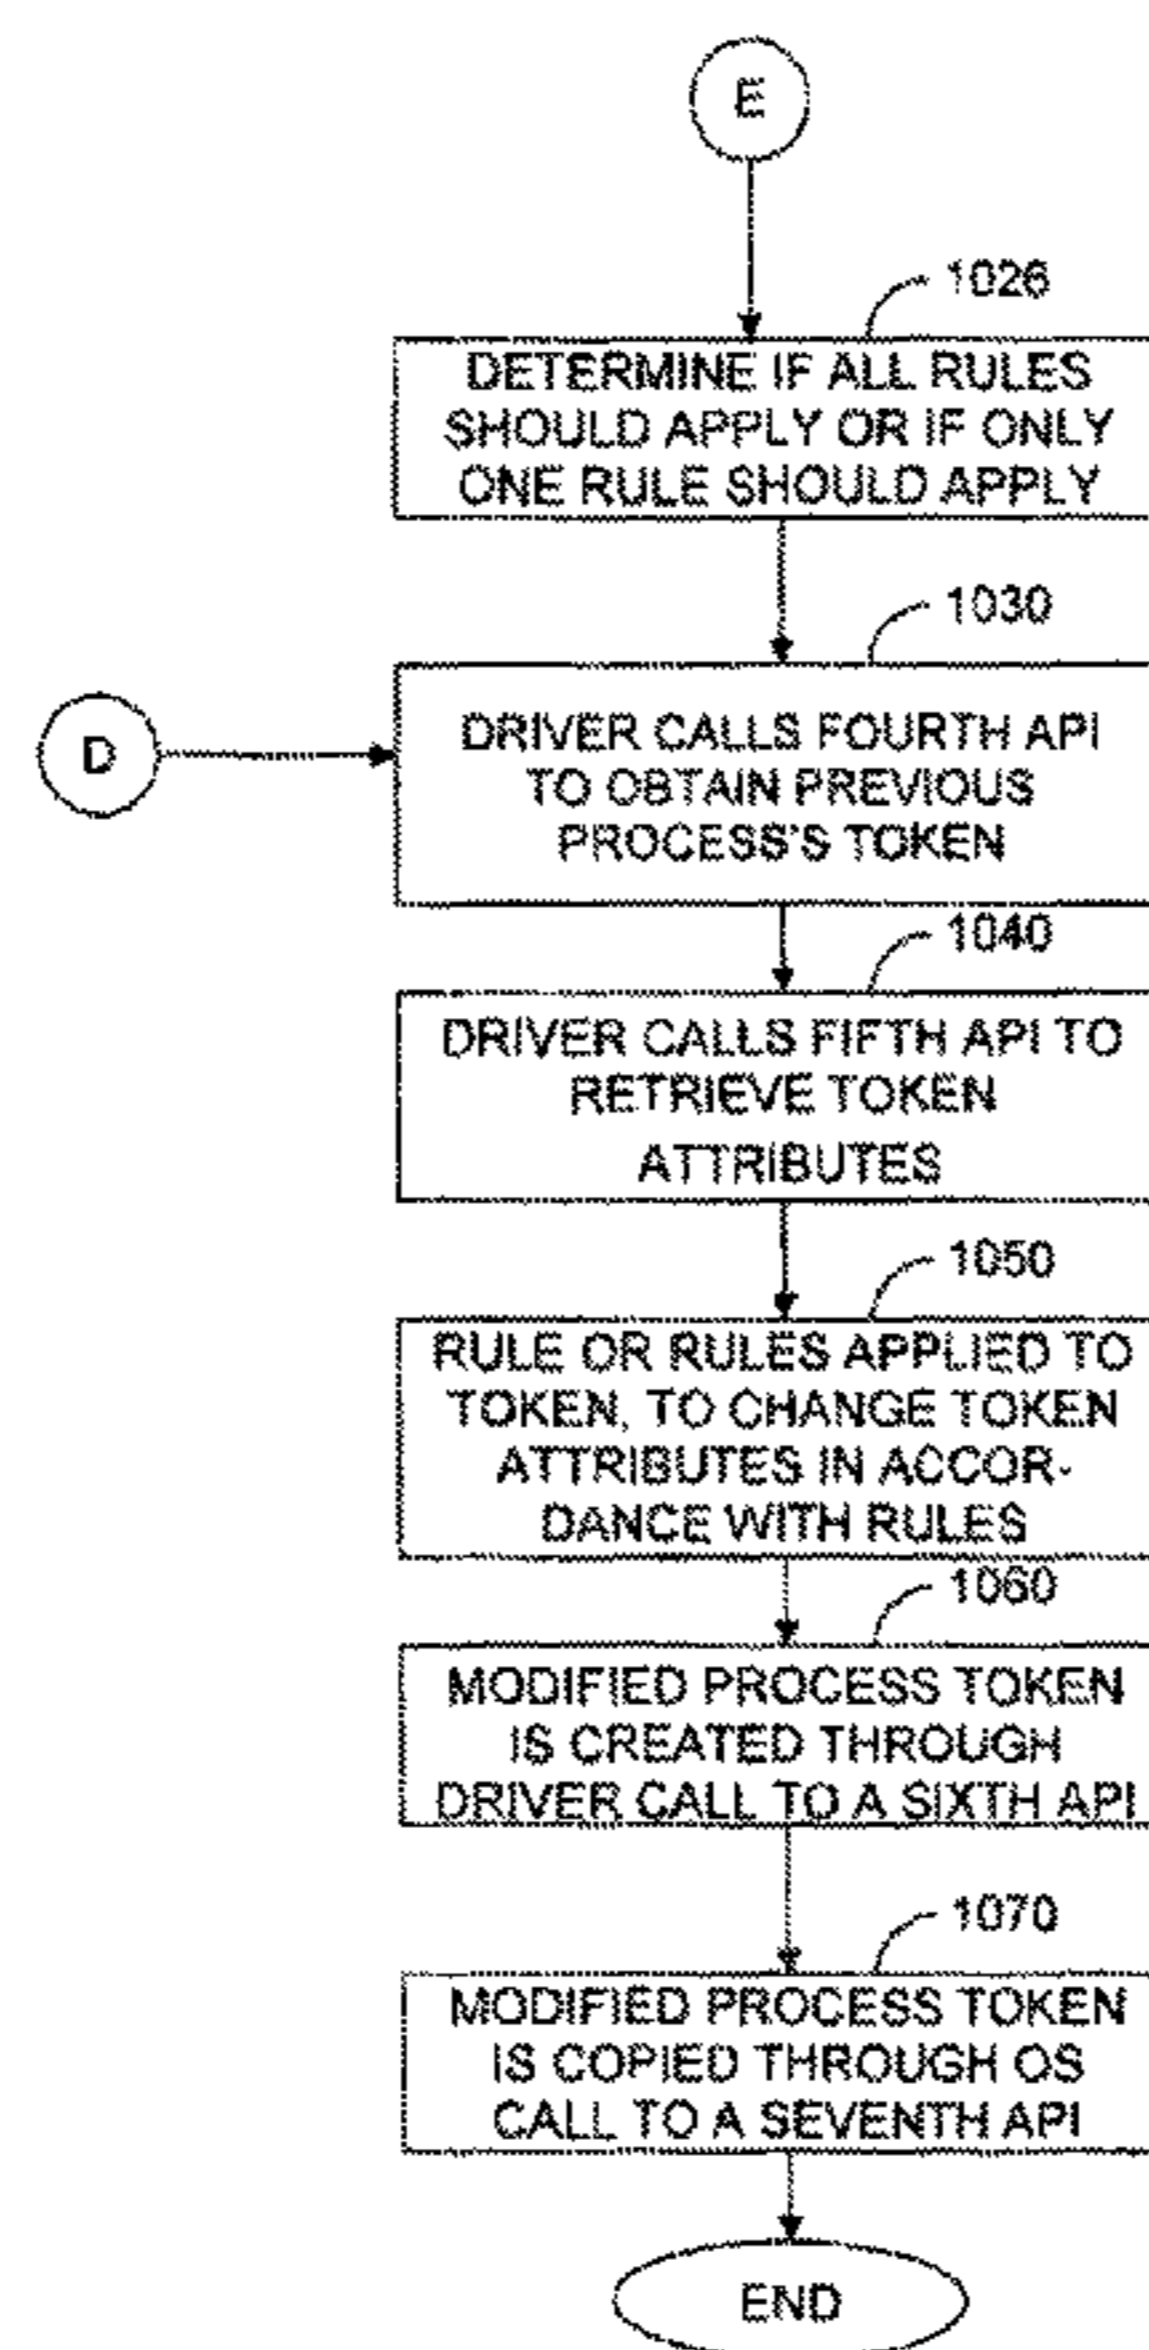 E
1026
DETERMINE IF ALL RULES
SHOULD APPLY OR IF ONLY
ONE RULE SHOULD APPLY
1030
D
DRIVER CALLS FOURTH API
TO OBTAIN PREVIOUS
PROCESS'S TOKEN
1040
DRIVER CALLS FIFTH API TO
RETRIEVE TOKEN
ATTRIBUTES
1050
RULE OR RULES APPLIED TO
TOKEN, TO CHANGE TOKEN
ATTRIBUTES IN ACCOR-
DANCE WITH RULES
1060
MODIFIED PROCESS TOKEN
IS CREATED THROUGH
DRIVER CALL TO A SIXTH API
1070
MODIFIED PROCESS TOKEN
IS COPIED THROUGH OS
CALL TO A SEVENTH API
END